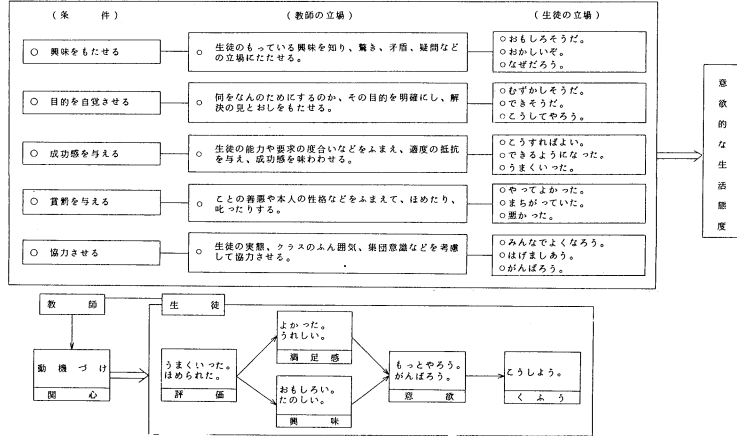 (条 件) (教師の立場) (生徒の立場)
○ 興味をもたせる
○ 生徒のもっている興味を知り、驚き、矛盾、疑問など
の立場にたたせる。
○おもしろそうだ。
○おかしいぞ。
○なぜだろう。
○ 目的を自覚させる
○ 何をなんのためにするのか、その目的を明確にし、解
決の見とおしをもたせる。
○むずかしそうだ。
○できそうだ。
○こうしてやろう。
○ 成功感を与える
○ 生徒の能力や要求の度合いなどをふまえ、適度の抵抗
を与え、成功感を味わわせる。
○こうすればよい。
○できるようになった。
○うまくいった。
○ 賞罰を与える
○ ことの善悪や本人の性格などをふまえて、ほめたり、
叱ったりする。
○やってよかった。
○まちがっていた。
○悪かった。
○ 協力させる
○ 生徒の実態、クラスのふん囲気、集団意識などを考慮
して協力させる。
○みんなでよくなろう。
○はげましあう。
○がんばろう。
意欲的な生活態度
教 師
生 徒
動機づけ
関 心
うまくいった。
ほめられた。
評 価
よかった。
うれしい。
満 足 感
おもしろい。
たのしい。
興 味
もっとやろう。
がんばろう。
意 欲
こうしよう。
く ふ う